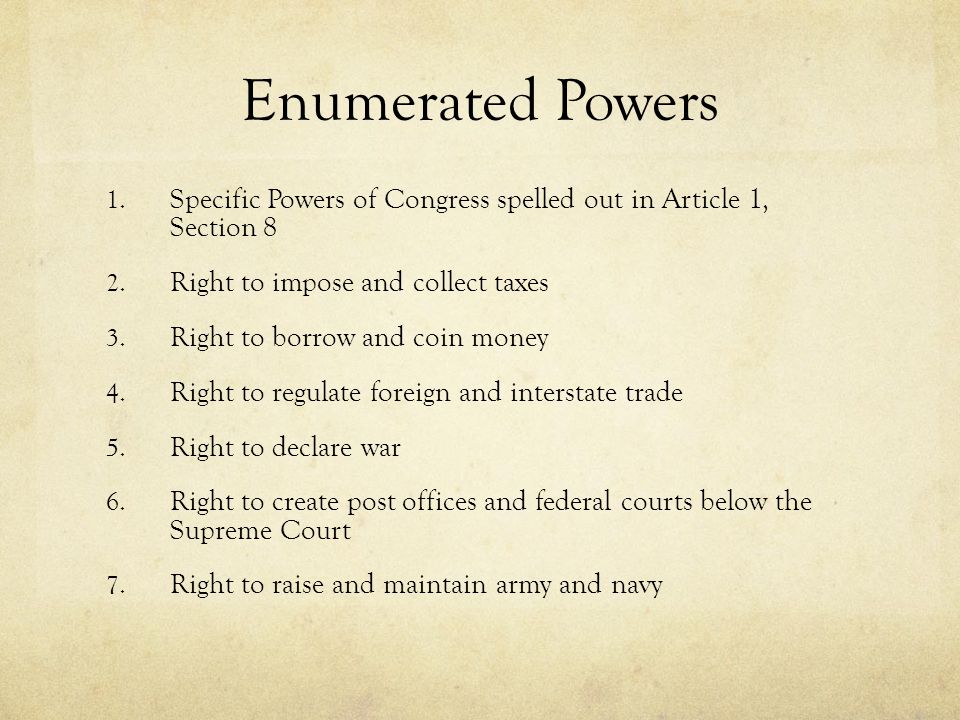 Enumerated Powers
1. Specific Powers of Congress spelled out in Article 1,
Section 8
2. Right to impose and collect taxes
3. Right to borrow and coin money
4. Right to regulate foreign and interstate trade
5. Right to declare war
6. Right to create post offices and federal courts below the
Supreme Court
7. Right to raise and maintain army and navy